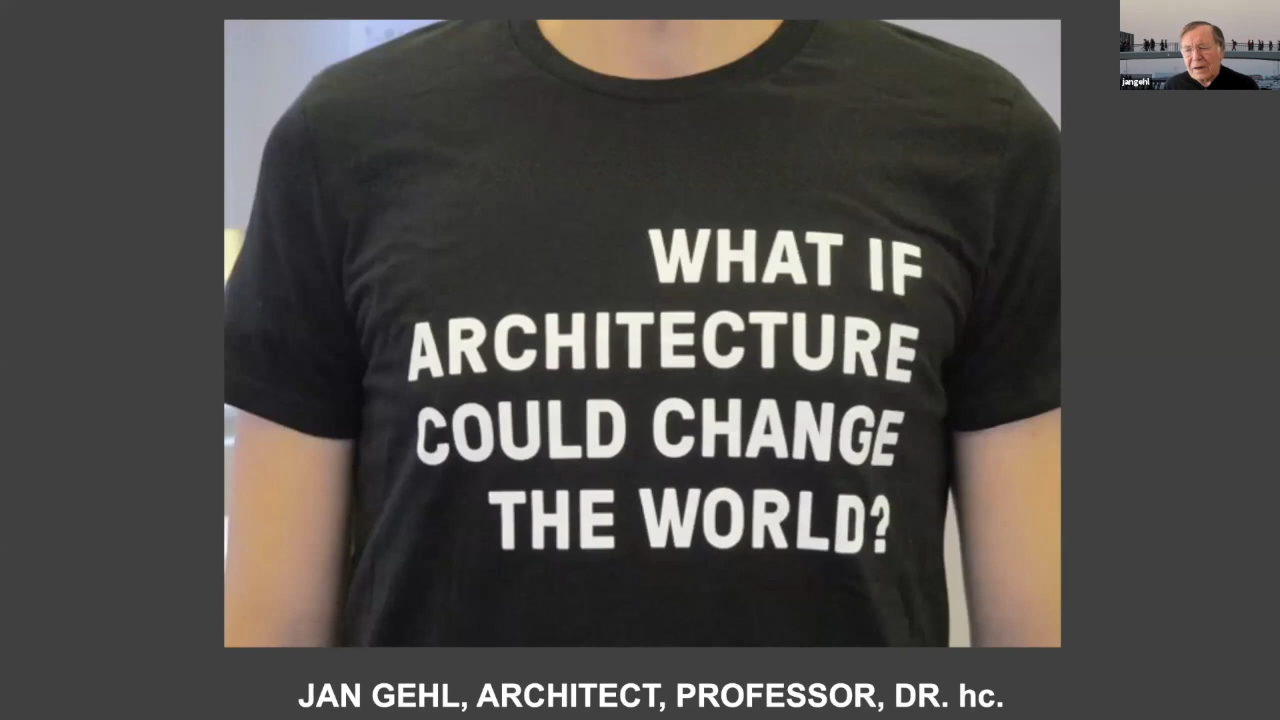 WHAT IF
ARCHITECTURE
COULD CHANGE
THE WORLD?
JAN GEHL, ARCHITECT, PROFESSOR, DR. hc.
jangehl